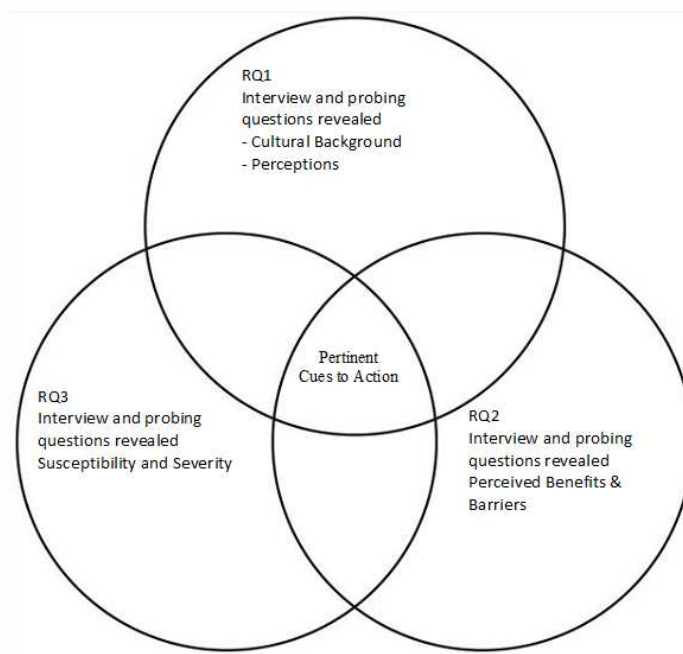 RQ1
Interview and probing
questions revealed
- Cultural Background
- Perceptions
Pertinent
Cues to Action
RQ3
Interview and probing
questions revealed
Susceptibility and Severity
RQ2
Interview and probing
questions revealed
Perceived Benefits &
Barriers